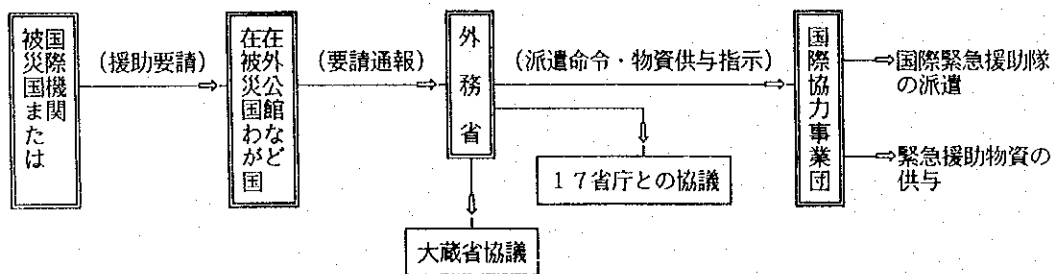 被災国または
国際機関
(援助要請)
在被災国わが国
在外公館など
(要請通報)
外務省
(派遣命令・物資供与指示)
国際協力事業団
国際緊急援助隊
の派遣
緊急援助物資の
供与
17省庁との協議
大蔵省協議